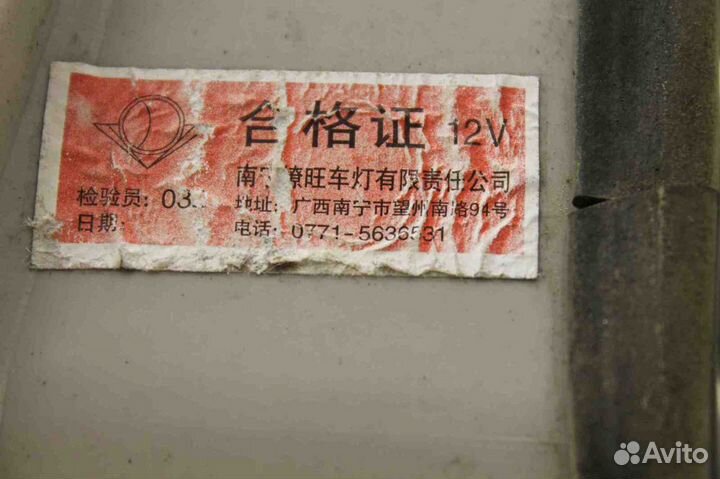 合格证 12V
南宁燎旺车灯有限责任公司
检验员: 03
地址: 广西南宁市望州南路94号
日期:
电话: 0771-5636531
Avito